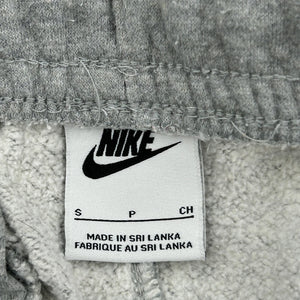 NIKE
S P CH
MADE IN SRI LANKA
FABRIQUE AU SRI LANKA